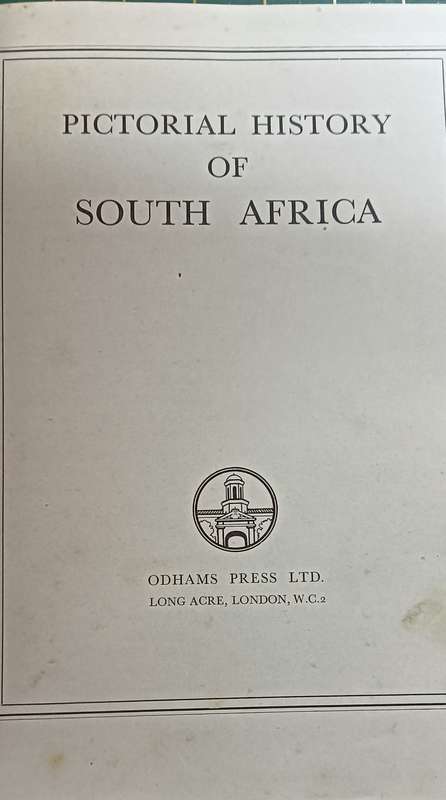 PICTORIAL HISTORY
OF
SOUTH AFRICA
ODHAMS PRESS LTD.
LONG ACRE, LONDON, W.C.2